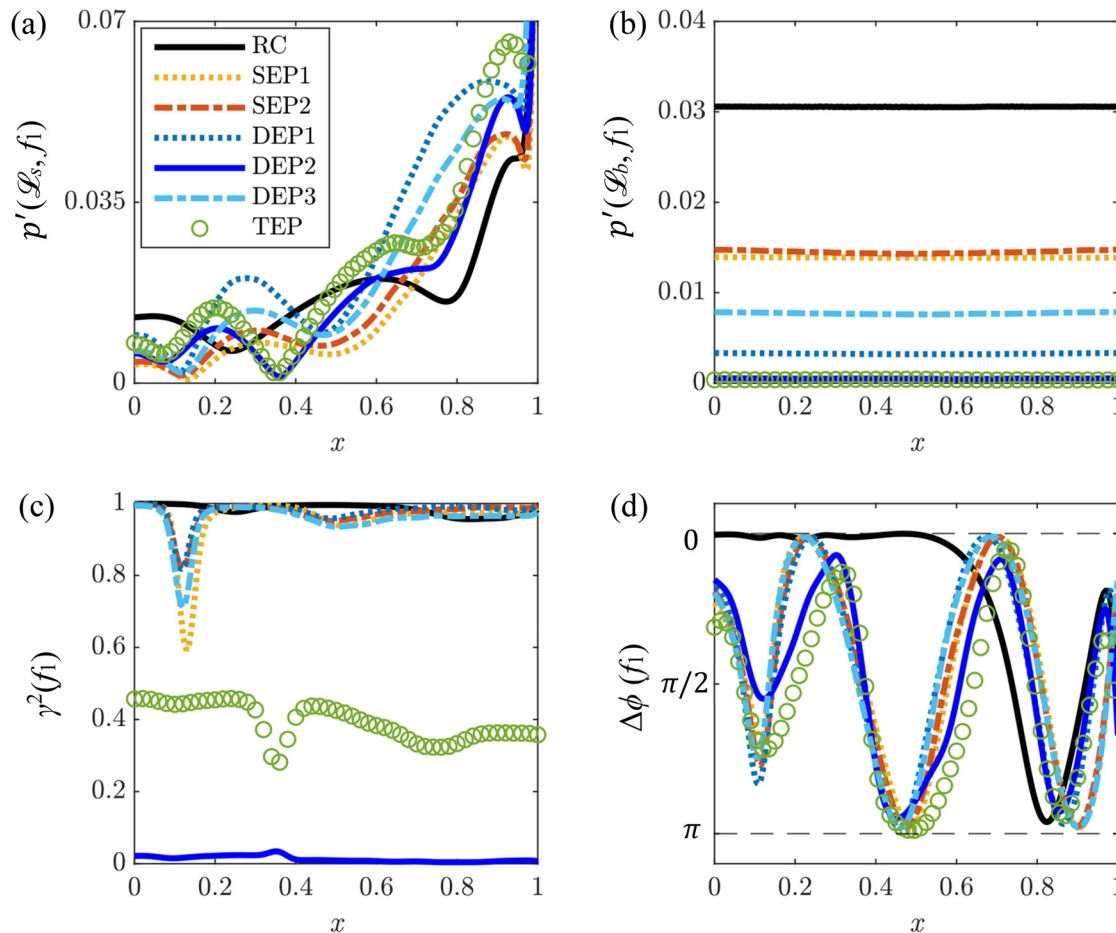 (a)
0.07
RC
SEP1
SEP2
DEP1
DEP2
DEP3
TEP
0.035
0
p′(ℒs, f1)
0 0.2 0.4 0.6 0.8 1
x
(b)
0.04
0.03
0.02
0.01
0
p′(ℒb, f1)
0 0.2 0.4 0.6 0.8 1
x
(c)
1
0.8
0.6
0.4
0.2
0
γ²(f1)
0 0.2 0.4 0.6 0.8 1
x
(d)
0
π/2
π
Δϕ (f1)
0 0.2 0.4 0.6 0.8 1
x